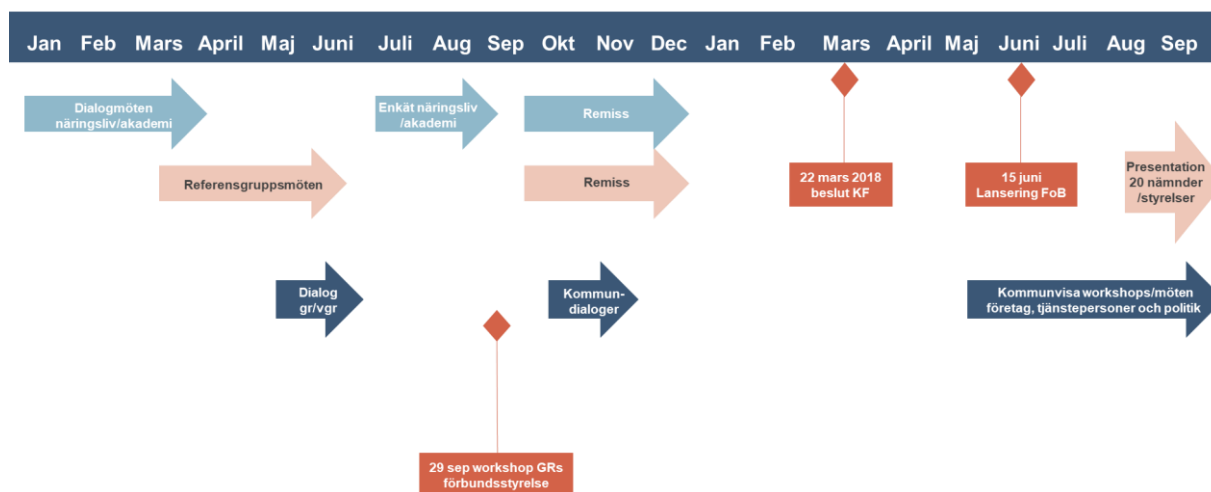 Jan Feb Mars April Maj Juni Juli Aug Sep Okt Nov Dec Jan Feb Mars April Maj Juni Juli Aug Sep
Dialogmöten
näringsliv/akademi
Enkät näringsliv
/akademi
Remiss
Referensgruppsmöten
Remiss
22 mars 2018
beslut KF
15 juni
Lansering FoB
Presentation
20 nämnder
/styrelser
Dialog
gr/vgr
Kommun-
dialoger
Kommunvisa workshops/möten
företag, tjänstepersoner och politik
29 sep workshop GRs
förbundsstyrelse